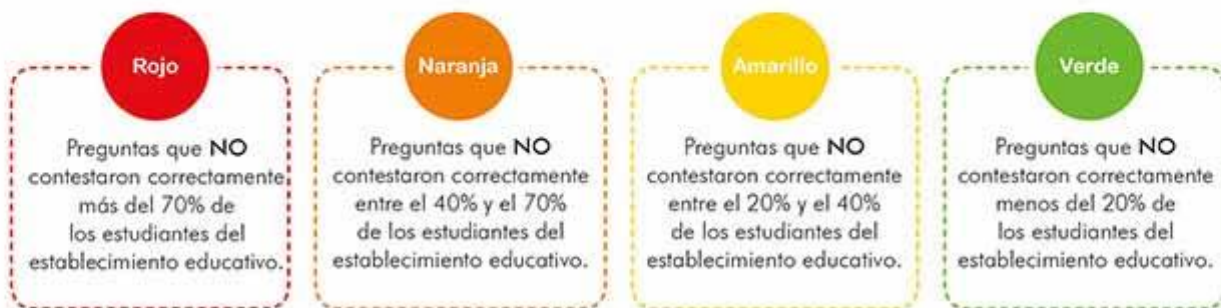 Rojo
Preguntas que NO
contestaron correctamente
más del 70% de
los estudiantes del
establecimiento educativo.
Naranja
Preguntas que NO
contestaron correctamente
entre el 40% y el 70%
de los estudiantes del
establecimiento educativo.
Amarillo
Preguntas que NO
contestaron correctamente
entre el 20% y el 40%
de los estudiantes del
establecimiento educativo.
Verde
Preguntas que NO
contestaron correctamente
menos del 20% de
los estudiantes del
establecimiento educativo.